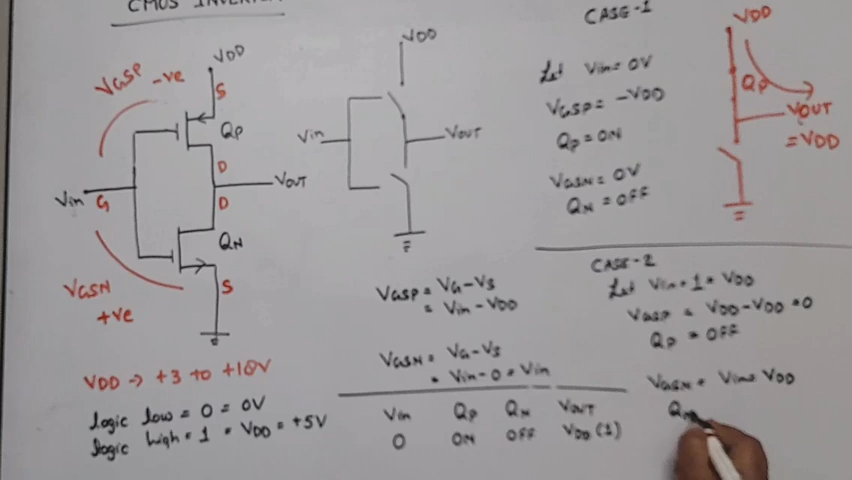 CMOS INVERTER
VDD
VGSP -ve
S
QP
D
Vin
G
VOUT
D
QN
VGSN
+ve
S
VDD → +3 to +18V
logic low = 0 = 0V
logic high = 1 = VDD = +5V
VDD
Vin
VOUT
VGSP = VG-VS
= Vin - VDD
VGSN = VG-VS
= Vin-0 = Vin
Vin QP QN VOUT
0 ON OFF VDD (1)
CASE-1
Let Vin = 0V
VGSP = -VDD
QP = ON
VGSN = 0V
QN = OFF
VDD
QP
VOUT
= VDD
CASE-2
Let Vin = 1 = VDD
VGSP = VDD-VDD = 0
QP = OFF
VGSN = Vin = VDD
QN